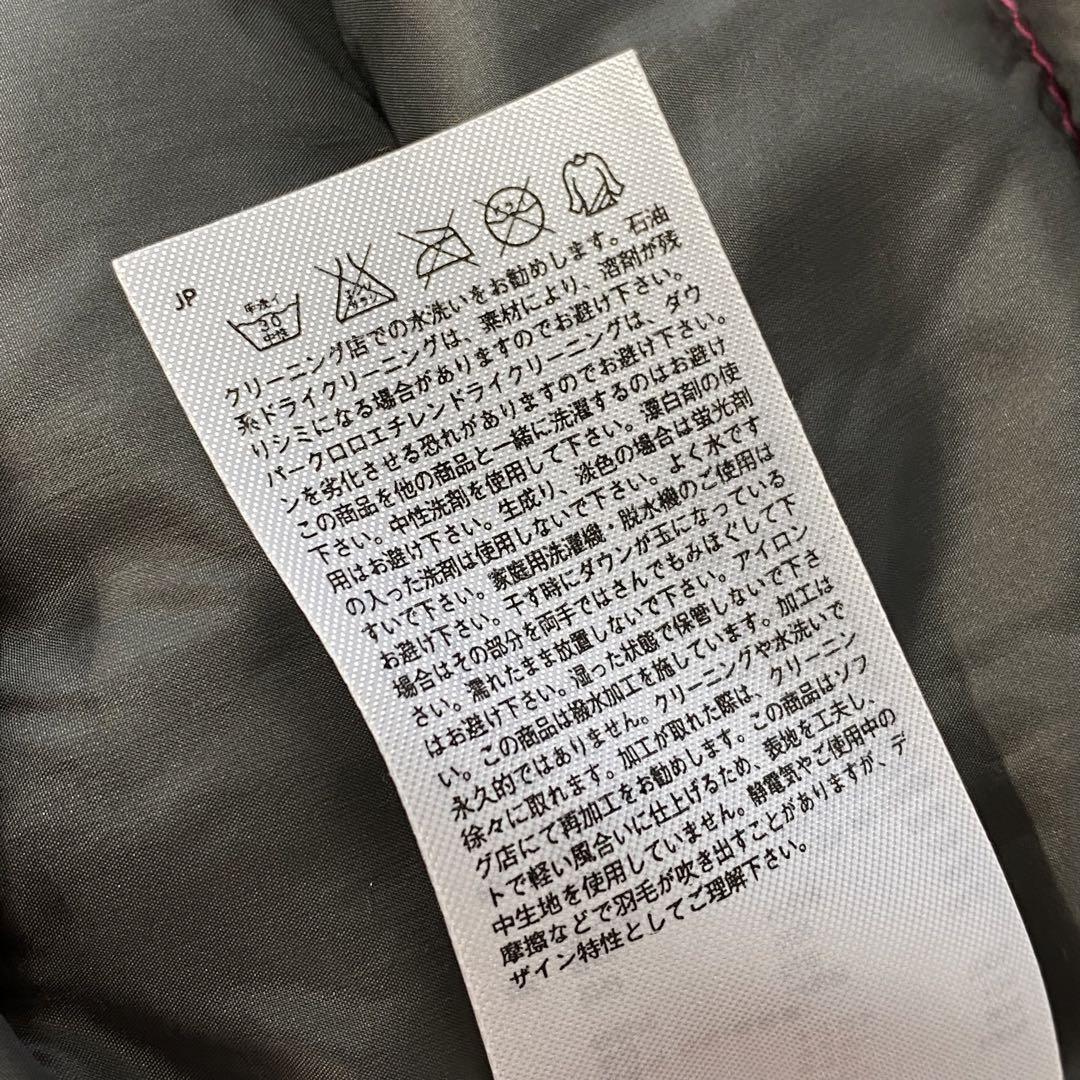 JP
手洗イ
30
中性
エンソ
サラシ
クリーニング店での水洗いをお勧めします。石油
系ドライクリーニングは、素材により、溶剤が残
りシミになる場合がありますのでお避け下さい。
パークロロエチレンドライクリーニングは、ダウ
ンを劣化させる恐れがありますのでお避け下さい。
この商品を他の商品と一緒に洗濯するのはお避け
下さい。中性洗剤を使用して下さい。漂白剤の使
用はお避け下さい。生成り、淡色の場合は蛍光剤
の入った洗剤は使用しないで下さい。よく水です
すいで下さい。家庭用洗濯機・脱水機のご使用は
お避け下さい。干す時にダウンが玉になっている
場合はその部分を両手ではさんでもみほぐして下
さい。濡れたまま放置しないで下さい。アイロン
はお避け下さい。湿った状態で保管しないで下さ
い。この商品は撥水加工を施しています。加工は
永久的ではありません。クリーニングや水洗いで
徐々に取れます。加工が取れた際は、クリーニン
グ店にて再加工をお勧めします。この商品はソフ
トで軽い風合いに仕上げるため、表地を工夫し、
中生地を使用していません。静電気やご使用中の
摩擦などで羽毛が吹き出すことがありますが、デ
ザイン特性としてご理解下さい。